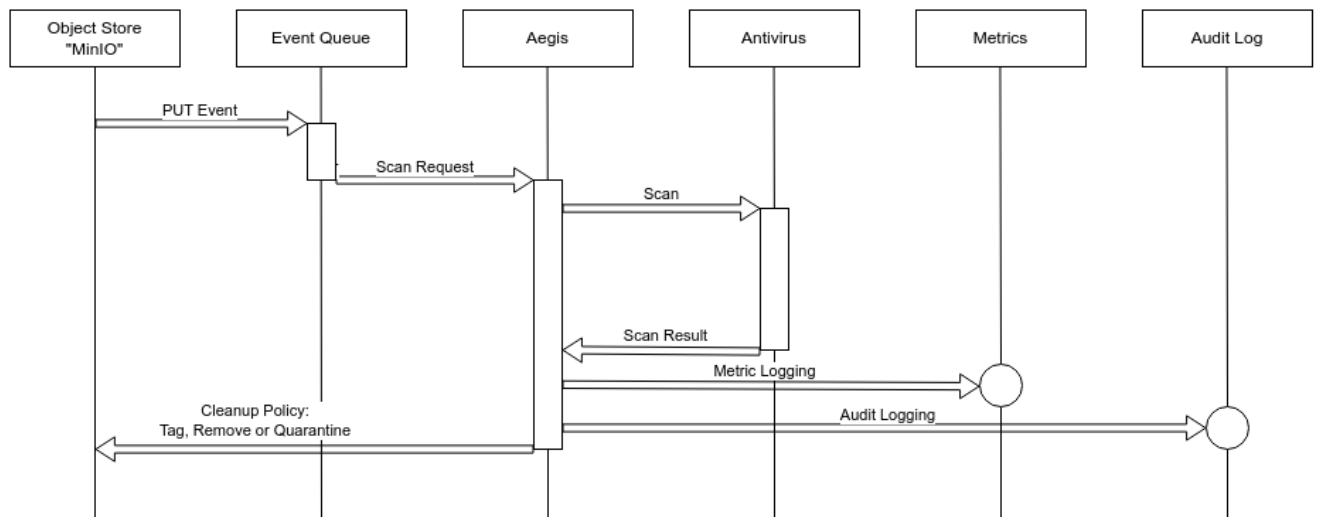 Object Store
"MinIO"
Event Queue
Aegis
Antivirus
Metrics
Audit Log
PUT Event
Scan Request
Scan
Scan Result
Metric Logging
Audit Logging
Cleanup Policy:
Tag, Remove or Quarantine